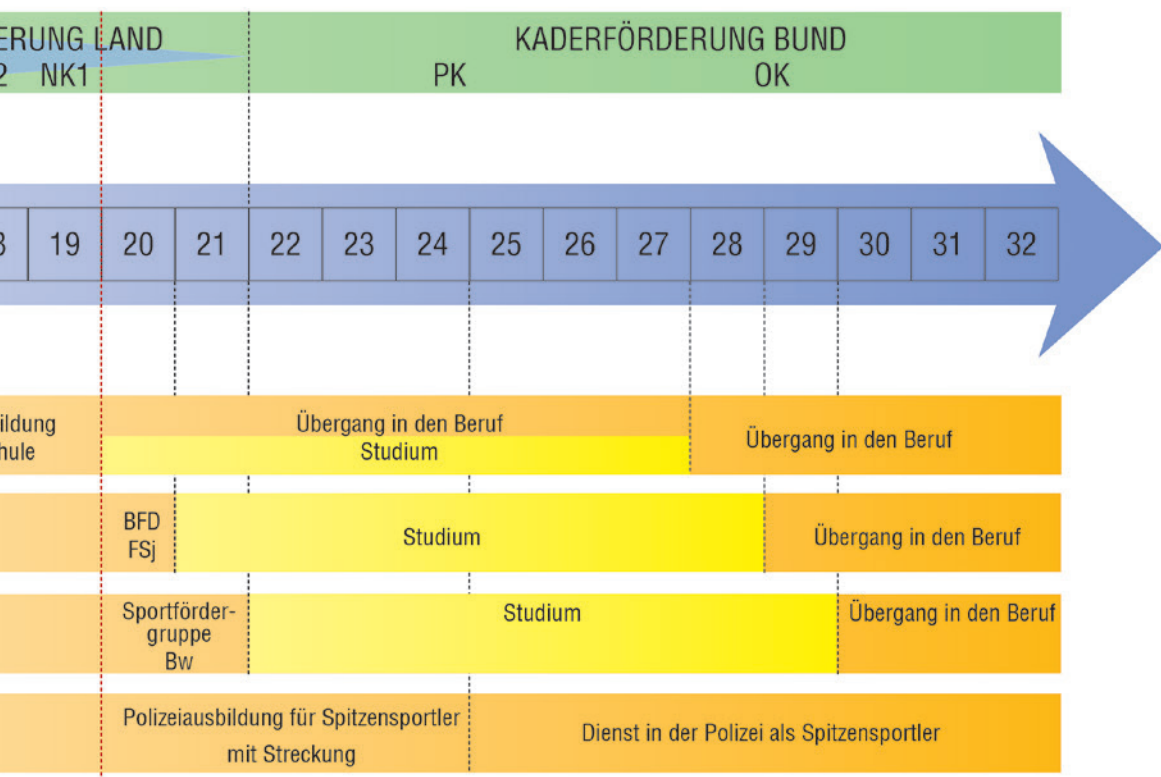 ERUNG LAND
KADERFÖRDERUNG BUND
2 NK1
PK
OK
19 20 21 22 23 24 25 26 27 28 29 30 31 32
ildung
hule
Übergang in den Beruf
Studium
Übergang in den Beruf
BFD
FSj
Studium
Übergang in den Beruf
Sportförder-
gruppe
Bw
Studium
Übergang in den Beruf
Polizeiausbildung für Spitzensportler
mit Streckung
Dienst in der Polizei als Spitzensportler